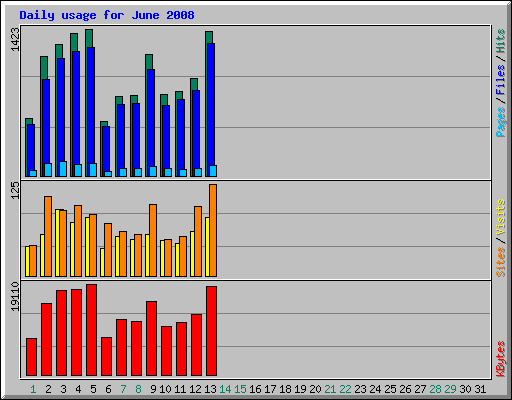 Daily usage for June 2008
1423
Pages / Files / Hits
125
Sites / Visits
19110
KBytes
1 2 3 4 5 6 7 8 9 10 11 12 13 14 15 16 17 18 19 20 21 22 23 24 25 26 27 28 29 30 31